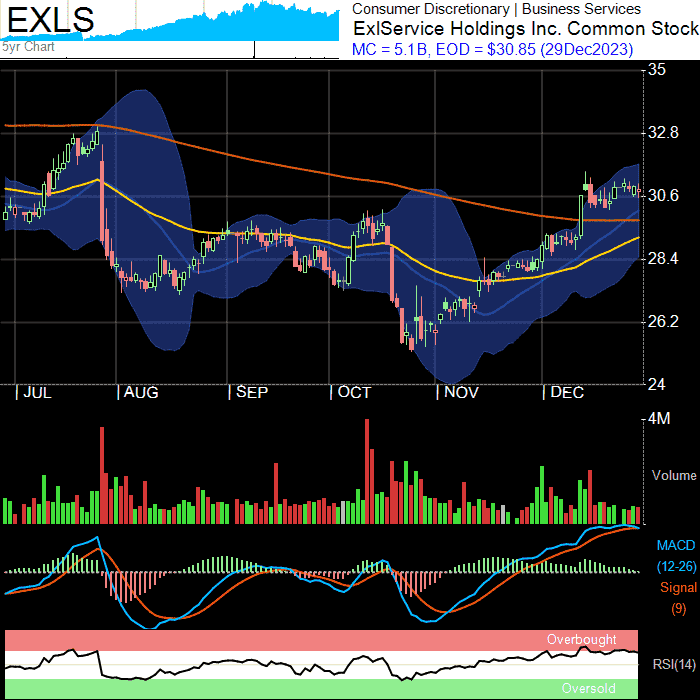 EXLS
5yr Chart
Consumer Discretionary | Business Services
ExlService Holdings Inc. Common Stock
MC = 5.1B, EOD = $30.85 (29Dec2023)
35
32.8
30.6
28.4
26.2
24
JUL AUG SEP OCT NOV DEC
4M
Volume
MACD
(12-26)
Signal
(9)
Overbought
RSI(14)
Oversold